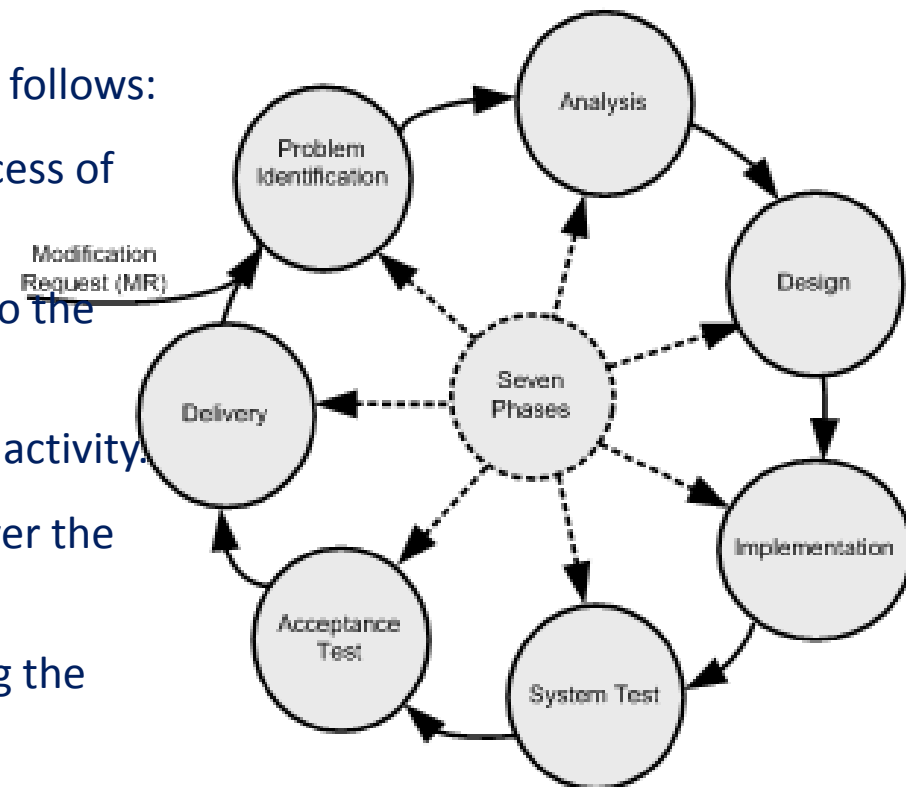 follows:
cess of
o the
activity.
er the
g the
Modification
Request (MR)
Problem
Identification
Analysis
Design
Implementation
System Test
Acceptance
Test
Delivery
Seven
Phases